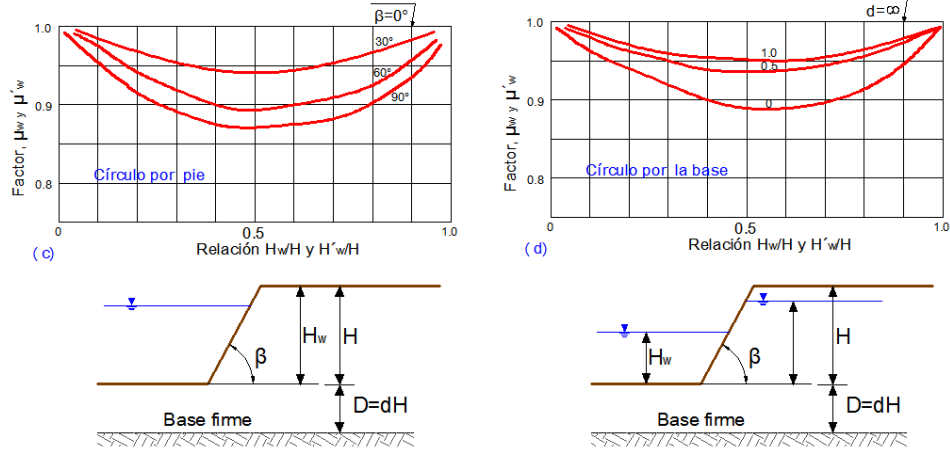 β=0°
1.0
30°
60°
90°
0.9
0.8
Factor, μw y μ´w
Círculo por pie
0
0.5
1.0
Relación Hw/H y H´w/H
( c)
d=∞
1.0
1.0
0.5
0
0.9
0.8
Factor, μw y μ´w
Círculo por la base
0
0.5
1.0
Relación Hw/H y H´w/H
( d)
β
Hw
H
D=dH
Base firme
Hw
β
H
D=dH
Base firme